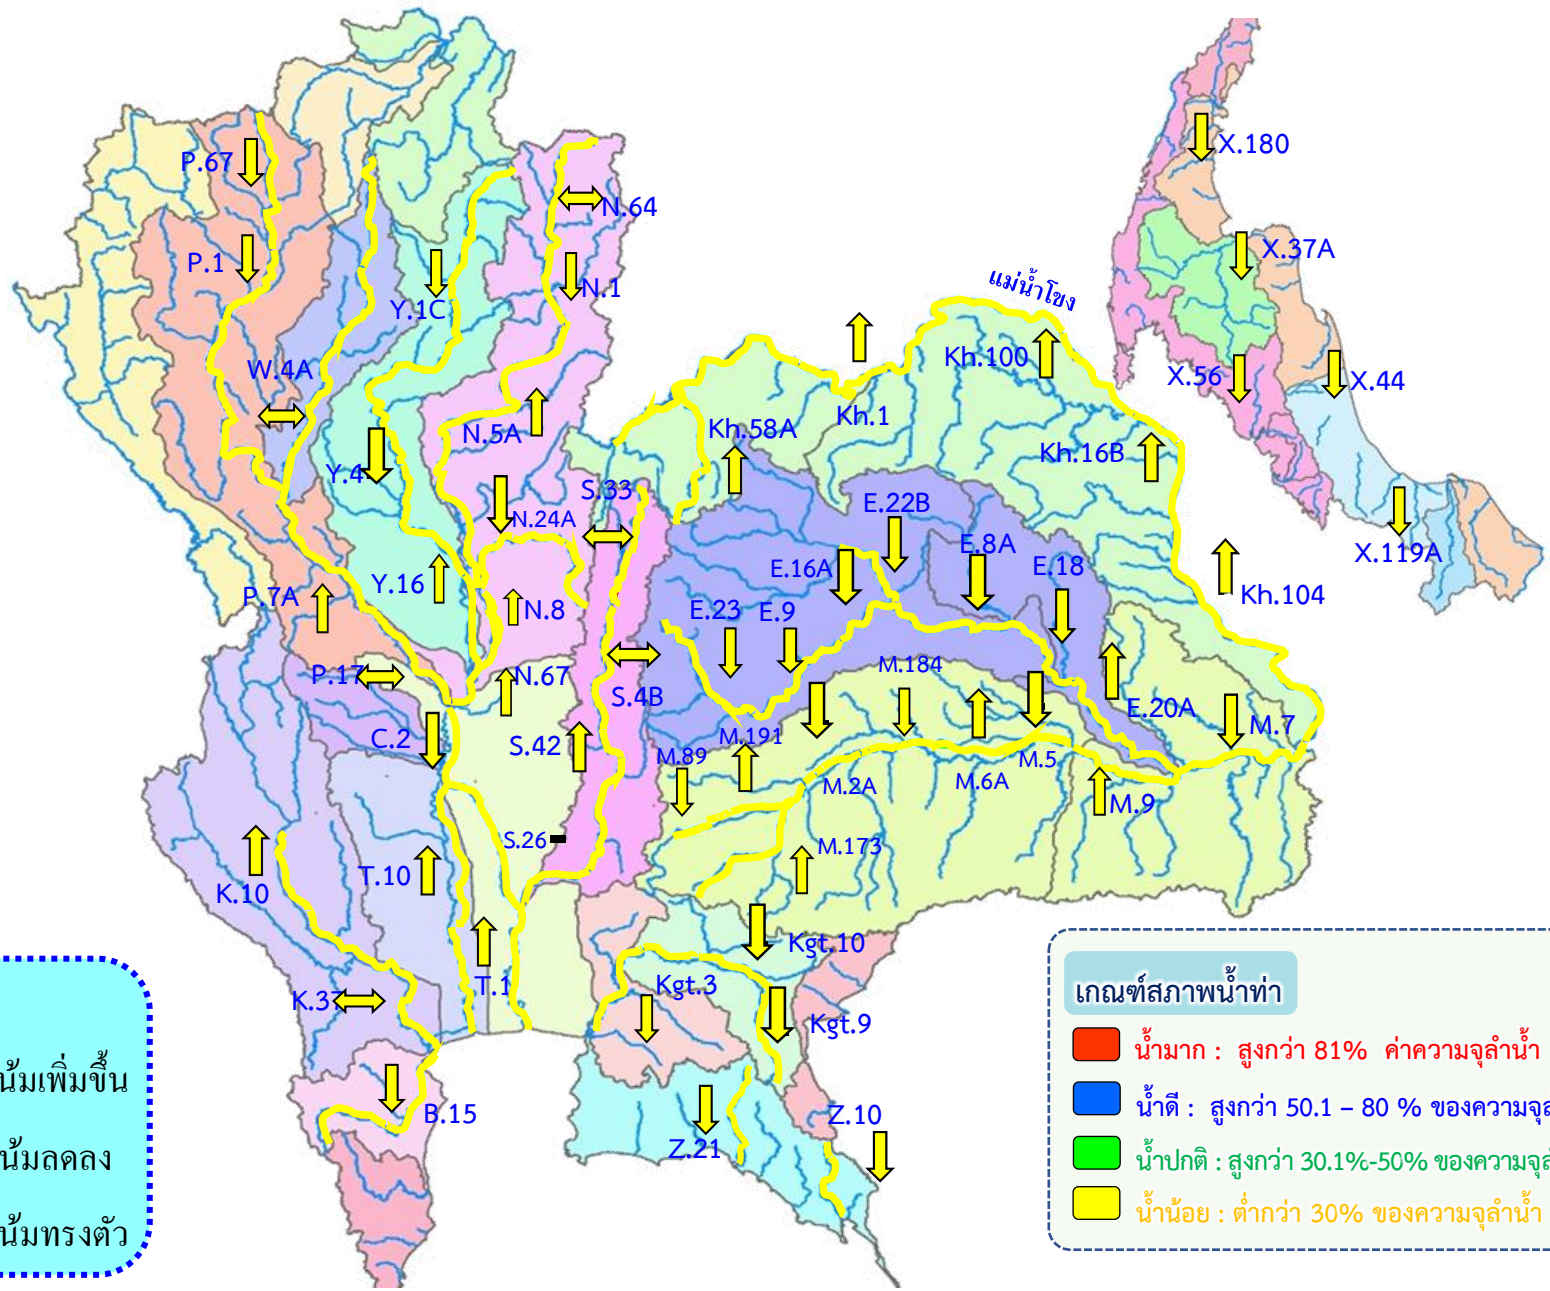 P.67
X.180
N.64
P.1
X.37A
N.1
แม่น้ำโขง
Y.1C
Kh.100
W.4A
X.56
X.44
Kh.1
N.5A
Kh.58A
Kh.16B
Y.4
S.33
E.22B
N.24A
E.8A
X.119A
E.16A
E.18
Y.16
P.7A
N.8
E.23
E.9
Kh.104
M.184
P.17
N.67
S.4B
E.20A
M.7
C.2
S.42
M.191
M.89
M.5
M.2A
M.6A
M.9
S.26
M.173
K.10
T.10
Kgt.10
T.1
Kgt.3
K.37
Kgt.9
B.15
Z.10
Z.21
น้มเพิ่มขึ้น
น้มลดลง
น้มทรงตัว
เกณฑ์สภาพน้ำท่า
น้ำมาก : สูงกว่า 81% ค่าความจุลำน้ำ
น้ำดี : สูงกว่า 50.1 – 80 % ของความจุล
น้ำปกติ : สูงกว่า 30.1%-50% ของความจุล
น้ำน้อย : ต่ำกว่า 30% ของความจุลำน้ำ